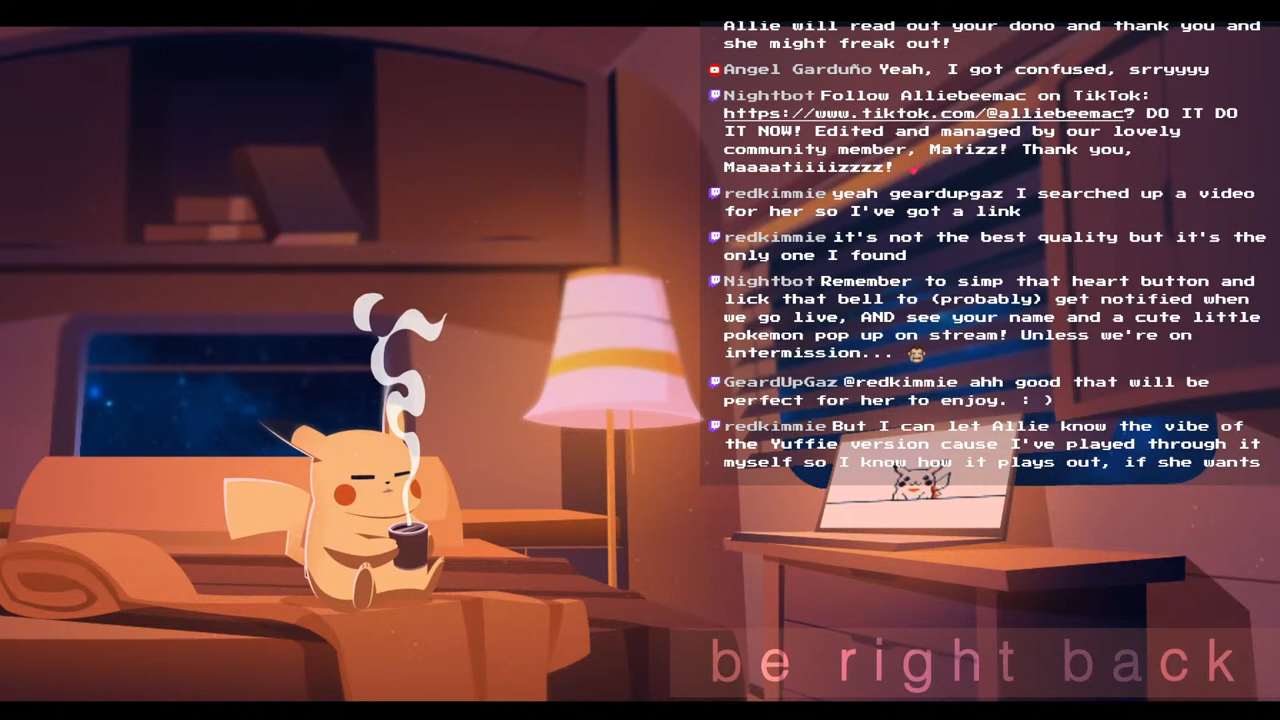 Allie will read out your dono and thank you and
she might freak out!
Angel Garduño Yeah, I got confused, srryyyy
Nightbot Follow Alliebeemac on TikTok:
https://www.tiktok.com/@alliebeemac? DO IT DO
IT NOW! Edited and managed by our lovely
community member, Matizz! Thank you,
Maaaatiiiizzzz!
redkimmie yeah geardupgaz I searched up a video
for her so I've got a link
redkimmie it's not the best quality but it's the
only one I found
Nightbot Remember to simp that heart button and
lick that bell to (probably) get notified when
we go live, AND see your name and a cute little
pokemon pop up on stream! Unless we're on
intermission...
GeardUpGaz @redkimmie ahh good that will be
perfect for her to enjoy. : )
redkimmie But I can let Allie know the vibe of
the Yuffie version cause I've played through it
myself so I know how it plays out, if she wants
be right back